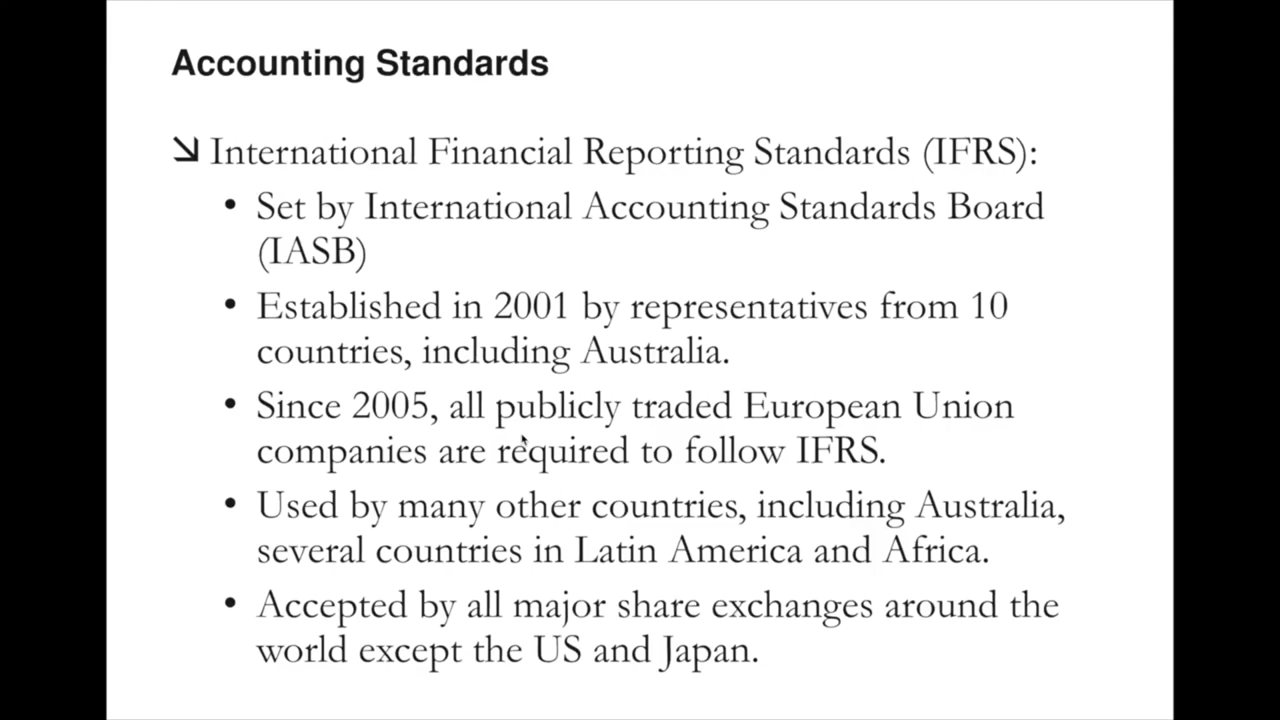 Accounting Standards
International Financial Reporting Standards (IFRS):
• Set by International Accounting Standards Board
(IASB)
• Established in 2001 by representatives from 10
countries, including Australia.
• Since 2005, all publicly traded European Union
companies are required to follow IFRS.
• Used by many other countries, including Australia,
several countries in Latin America and Africa.
• Accepted by all major share exchanges around the
world except the US and Japan.